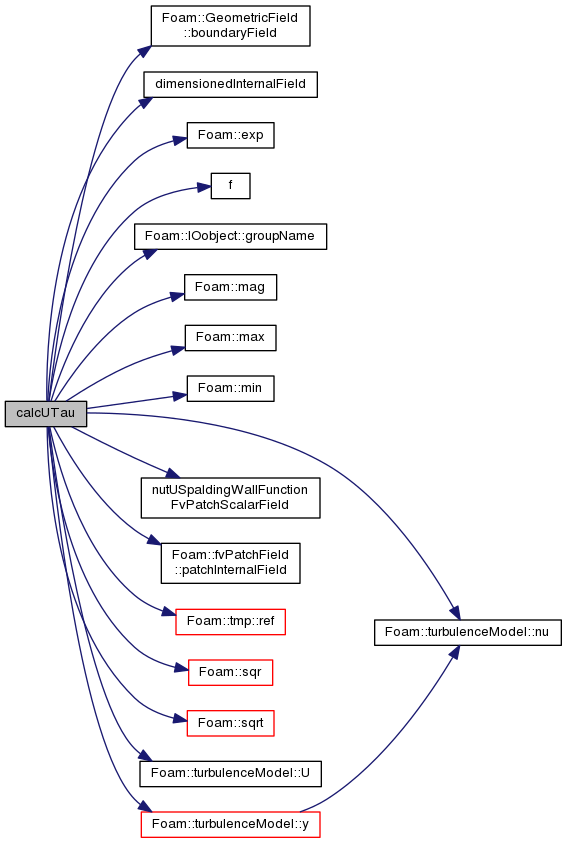 Foam::GeometricField
::boundaryField
dimensionedInternalField
Foam::exp
f
Foam::IOobject::groupName
Foam::mag
Foam::max
Foam::min
calcUTau
nutUSpaldingWallFunction
FvPatchScalarField
Foam::fvPatchField
::patchInternalField
Foam::tmp::ref
Foam::turbulenceModel::nu
Foam::sqr
Foam::sqrt
Foam::turbulenceModel::U
Foam::turbulenceModel::y